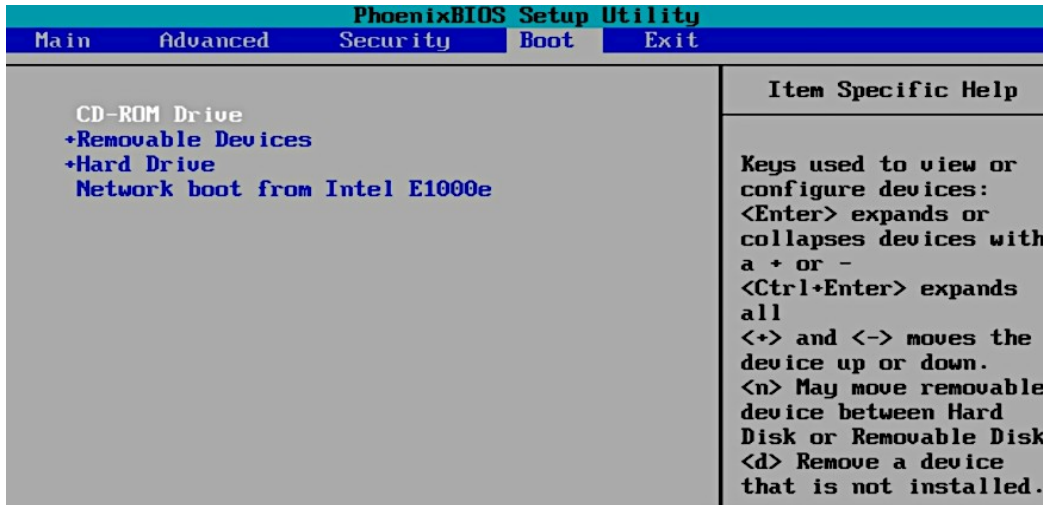 PhoenixBIOS Setup Utility
Main Advanced Security Boot Exit
CD-ROM Drive
+Removable Devices
+Hard Drive
Network boot from Intel E1000e
Item Specific Help
Keys used to view or
configure devices:
<Enter> expands or
collapses devices with
a + or -
<Ctrl+Enter> expands
all
<+> and <-> moves the
device up or down.
<n> May move removable
device between Hard
Disk or Removable Disk
<d> Remove a device
that is not installed.